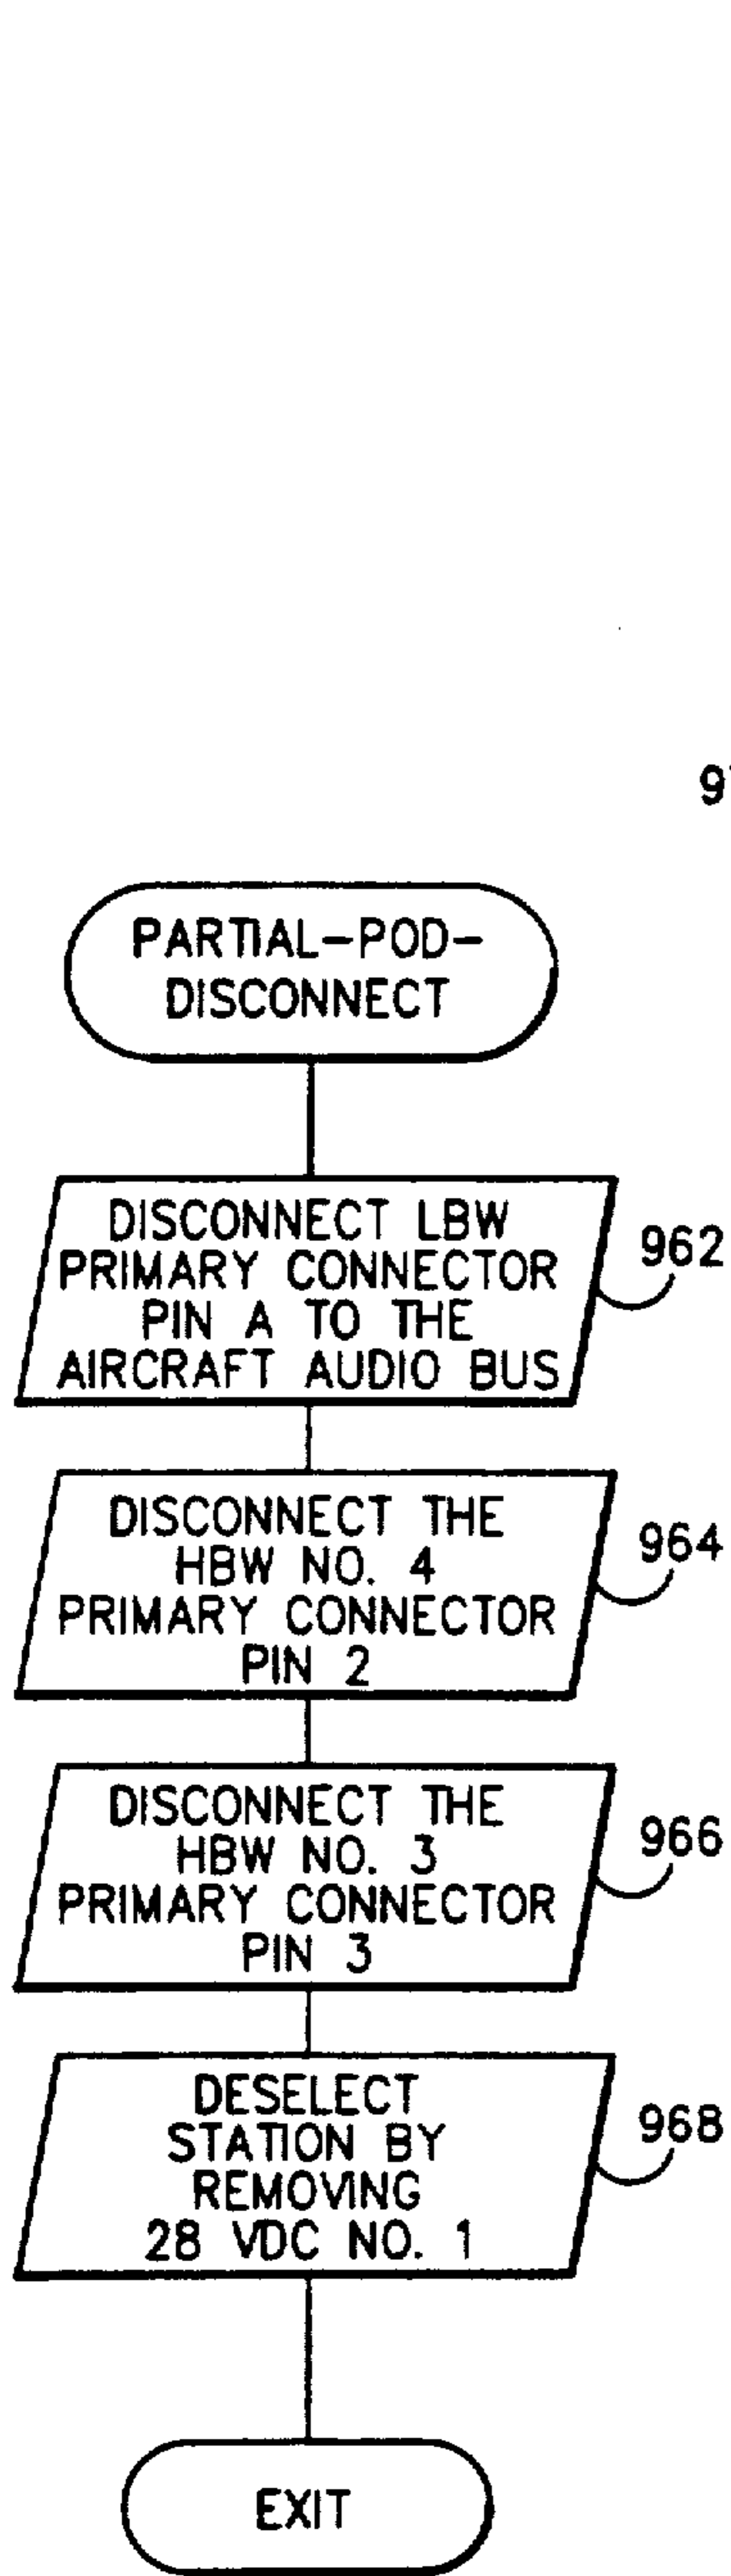 PARTIAL-POD-
DISCONNECT
DISCONNECT LBW
PRIMARY CONNECTOR
PIN A TO THE
AIRCRAFT AUDIO BUS
962
DISCONNECT THE
HBW NO. 4
PRIMARY CONNECTOR
PIN 2
964
DISCONNECT THE
HBW NO. 3
PRIMARY CONNECTOR
PIN 3
966
DESELECT
STATION BY
REMOVING
28 VDC NO. 1
968
EXIT